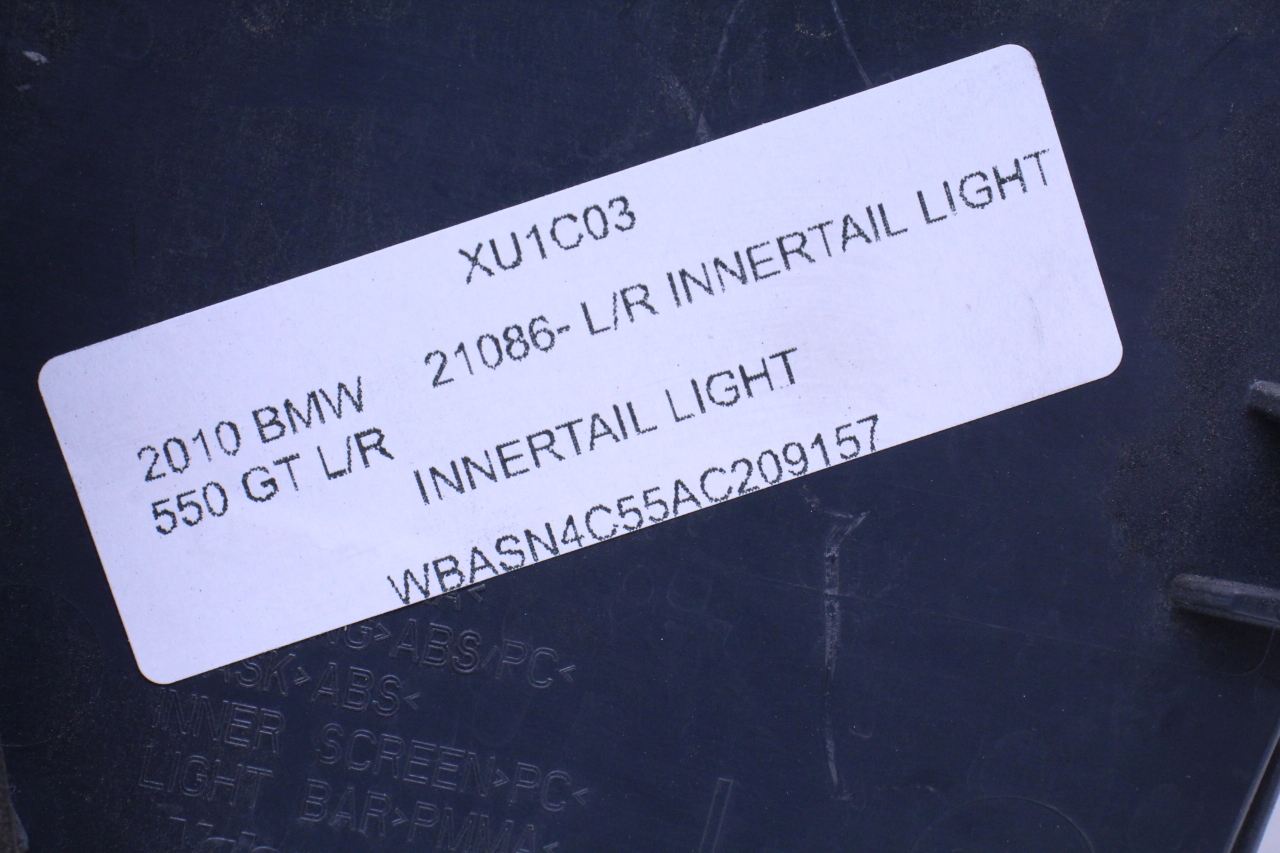 XU1C03
21086- L/R INNERTAIL LIGHT
2010 BMW
550 GT L/R
INNERTAIL LIGHT
WBASN4C55AC209157
>ABS/PC<
>ABS<
INNER SCREEN>PC<
LIGHT BAR>PMMA<